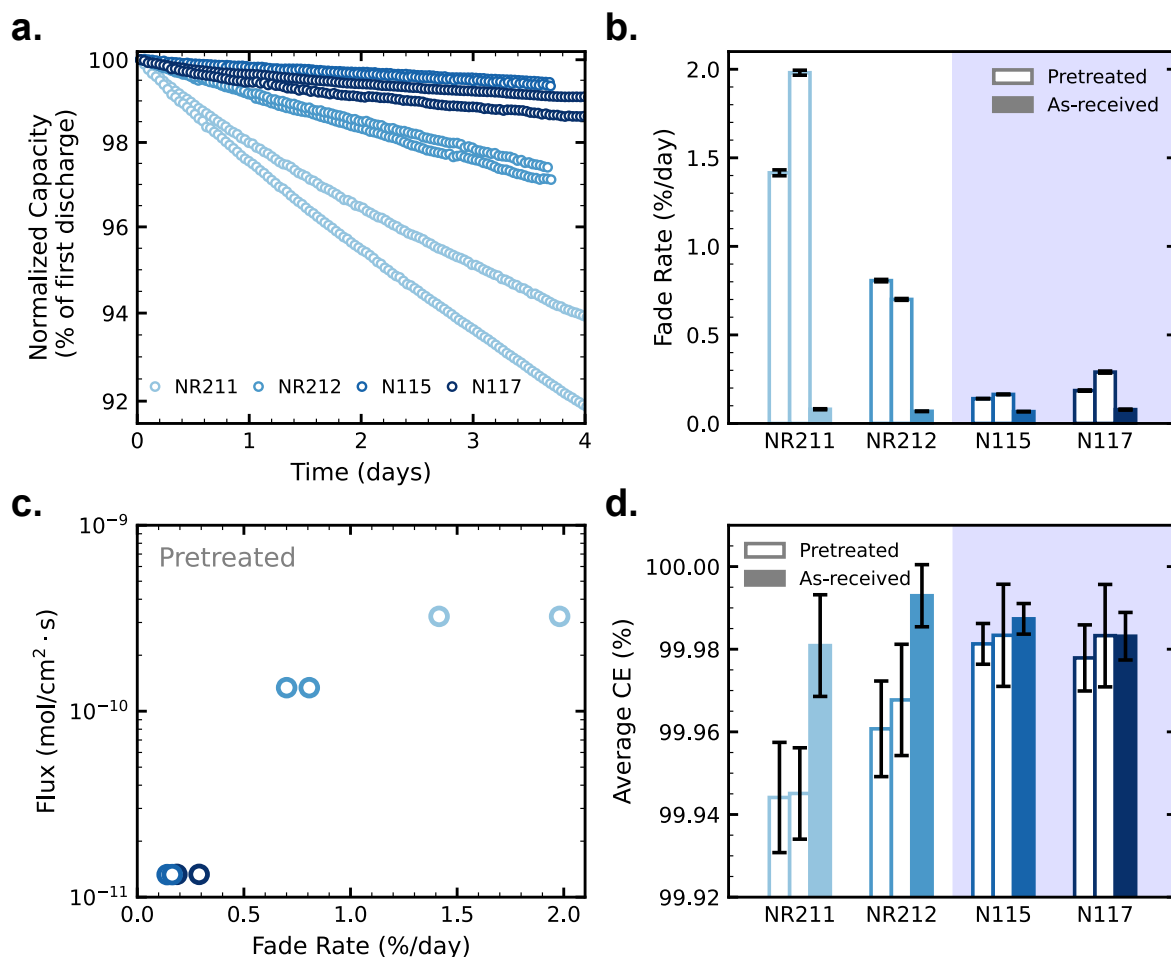 a.
Normalized Capacity
(% of first discharge)
100
98
96
94
92
NR211 NR212 N115 N117
0 1 2 3 4
Time (days)
b.
Fade Rate (%/day)
2.0
1.5
1.0
0.5
0.0
Pretreated
As-received
NR211 NR212 N115 N117
c.
Flux (mol/cm² · s)
10⁻⁹
10⁻¹⁰
10⁻¹¹
Pretreated
0.0 0.5 1.0 1.5 2.0
Fade Rate (%/day)
d.
Average CE (%)
100.00
99.98
99.96
99.94
99.92
Pretreated
As-received
NR211 NR212 N115 N117